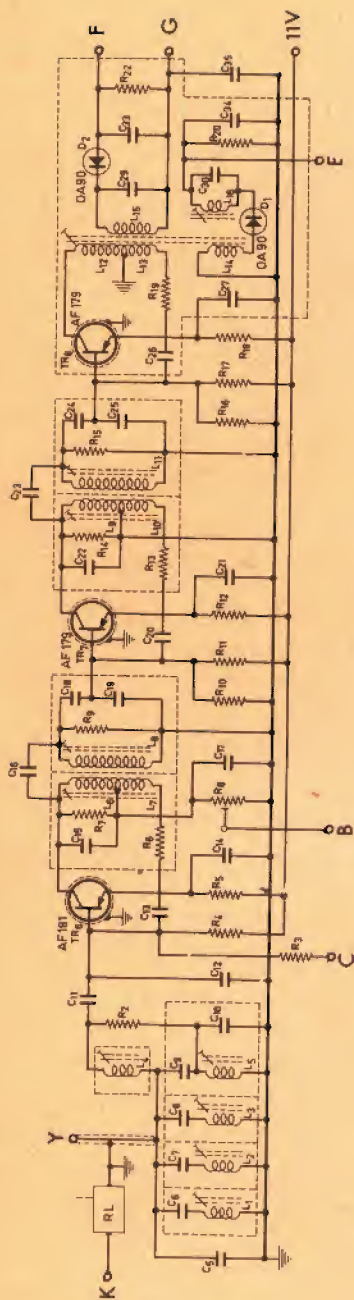 C16
C23
AF181
TR6
AF179
TR7
AF179
TR8
OA90
D2
F
G
K
RL
Y
C11
C15
R7
L6
L7
R6
C13
L8
R9
C18
C19
C22
R14
L9
L10
R13
C20
L11
R15
C24
C25
L12
L13
R19
C26
L15
C29
R22
L4
R2
C12
R4
R5
C14
R8
C17
R10
R11
R12
C21
R16
R17
R18
C27
L14
OA90
D1
L16
C30
R20
C34
C35
C5
C6
L1
C7
L2
C8
L3
C9
L5
C10
R3
C
B
E
11V